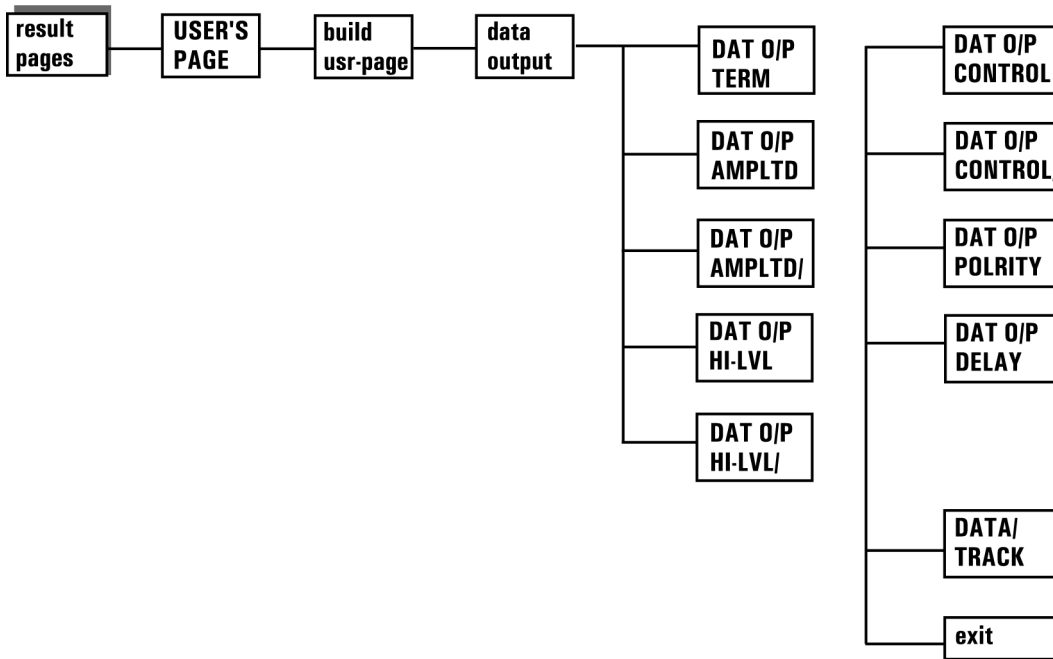 result
pages
USER'S
PAGE
build
usr-page
data
output
DAT O/P
TERM
DAT O/P
AMPLTD
DAT O/P
AMPLTD/
DAT O/P
HI-LVL
DAT O/P
HI-LVL/
DAT O/P
CONTROL
DAT O/P
CONTROL/
DAT O/P
POLRITY
DAT O/P
DELAY
DATA/
TRACK
exit